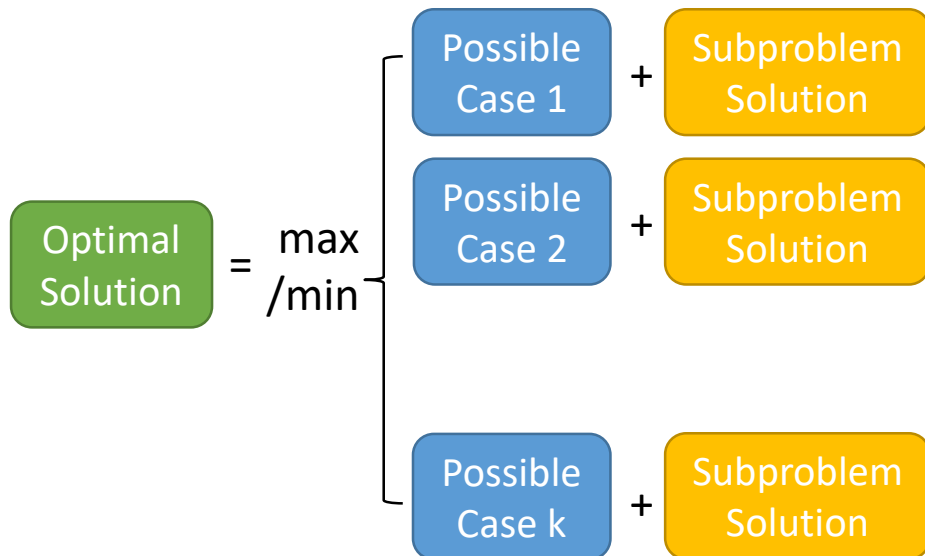 Possible
Case 1
+
Subproblem
Solution
Possible
Case 2
+
Subproblem
Solution
Optimal
Solution
=
max
/min
Possible
Case k
+
Subproblem
Solution